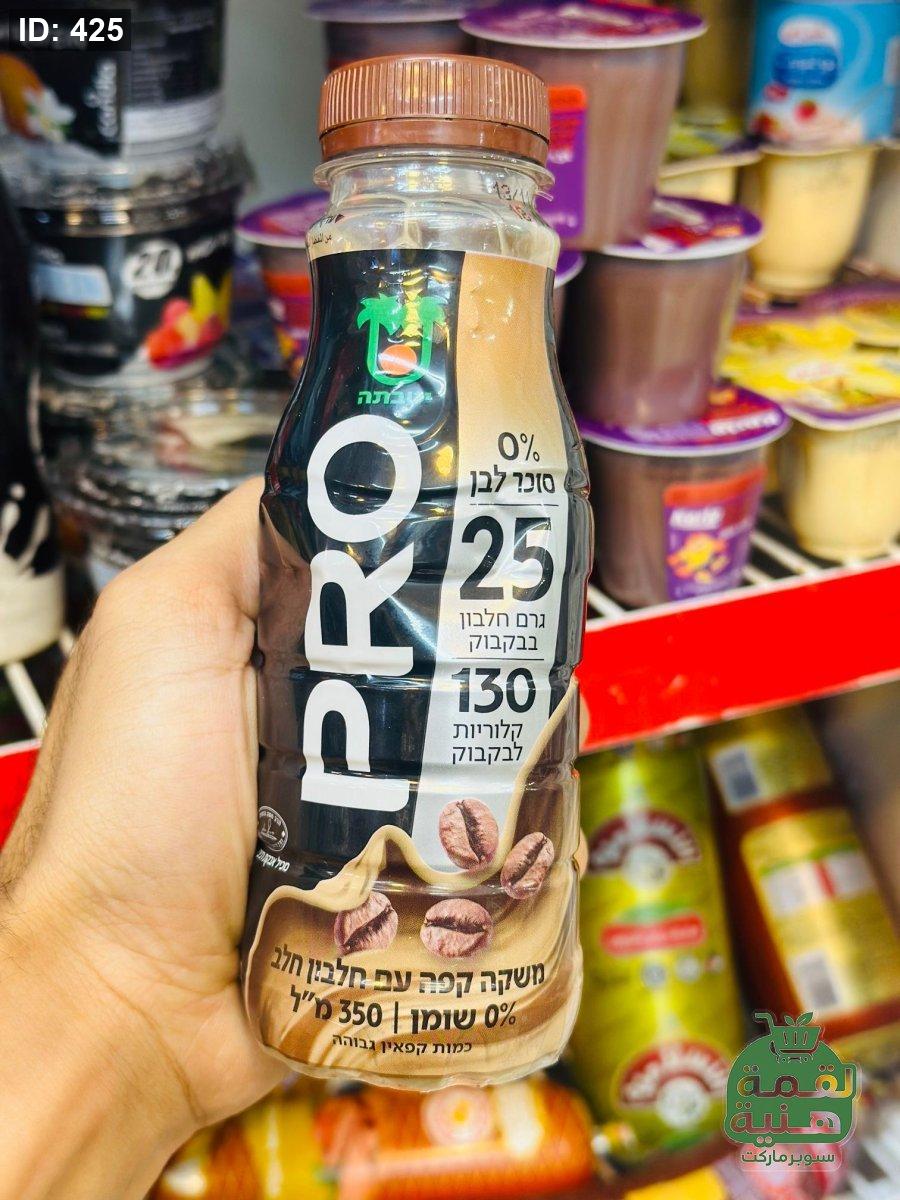 ID: 425
יטבתה
PRO
0%
סוכר לבן
25
גרם חלבון
בבקבוק
130
קלוריות
לבקבוק
משקה קפה עם חלבון חלב
0% שומן | 350 מ"ל
כמות קפאין גבוהה
20
لقمة
هنية
سوبرماركت